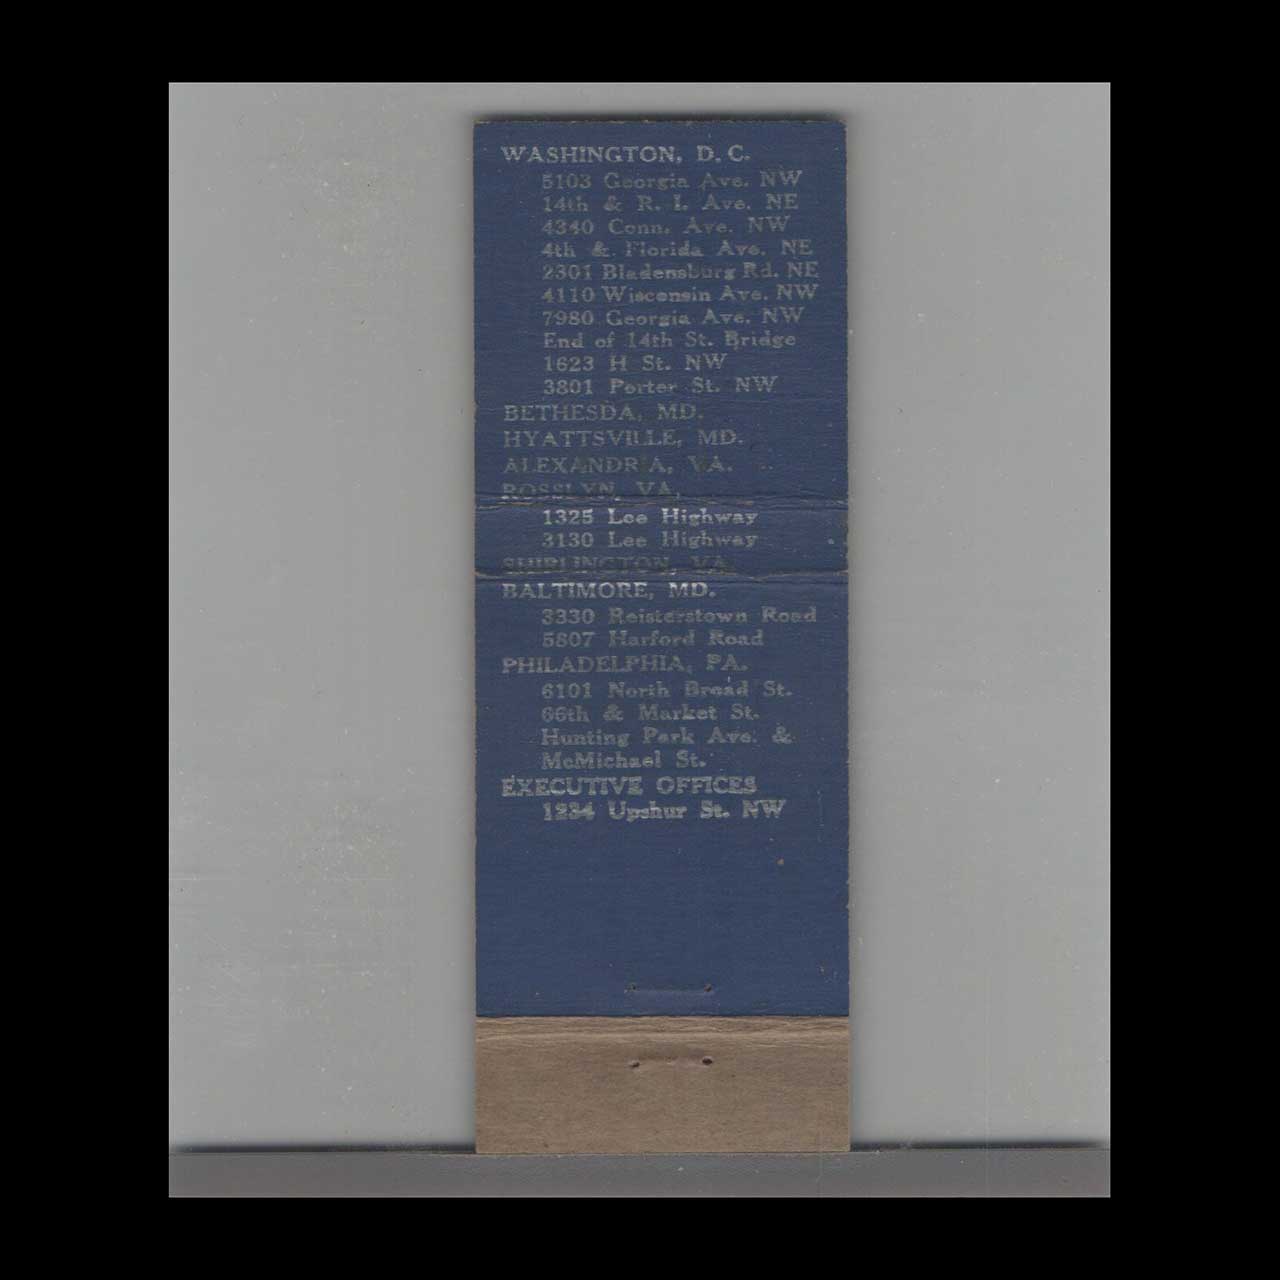 WASHINGTON, D. C.
5103 Georgia Ave. NW
14th & R. I. Ave. NE
4340 Conn. Ave. NW
4th & Florida Ave. NE
2301 Bladensburg Rd. NE
4110 Wisconsin Ave. NW
7980 Georgia Ave. NW
End of 14th St. Bridge
1623 H St. NW
3801 Porter St. NW
BETHESDA, MD.
HYATTSVILLE, MD.
ALEXANDRIA, VA.
ROSSLYN, VA.
1325 Lee Highway
3130 Lee Highway
SHIRLINGTON, VA.
BALTIMORE, MD.
3330 Reisterstown Road
5807 Harford Road
PHILADELPHIA, PA.
6101 North Broad St.
66th & Market St.
Hunting Park Ave. &
McMichael St.
EXECUTIVE OFFICES
1234 Upshur St. NW